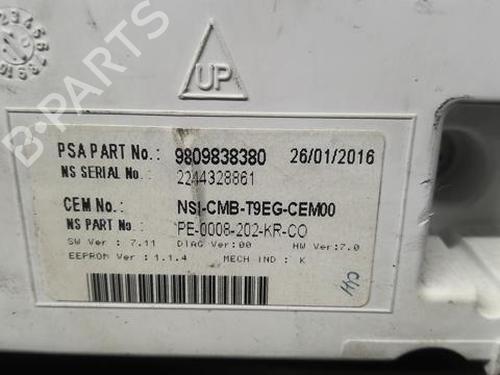 UP
PSA PART No.: 9809838380 26/01/2016
NS SERIAL No.: 2244328861
CEM No.: NSI-CMB-T9EG-CEM00
NS PART No.: PE-0008-202-KR-CO
SW Ver : 7.11 DIAG Ver:00 HW Ver:7.0
EEPROM Ver : 1.1.4 MECH IND : K
B-PARTS